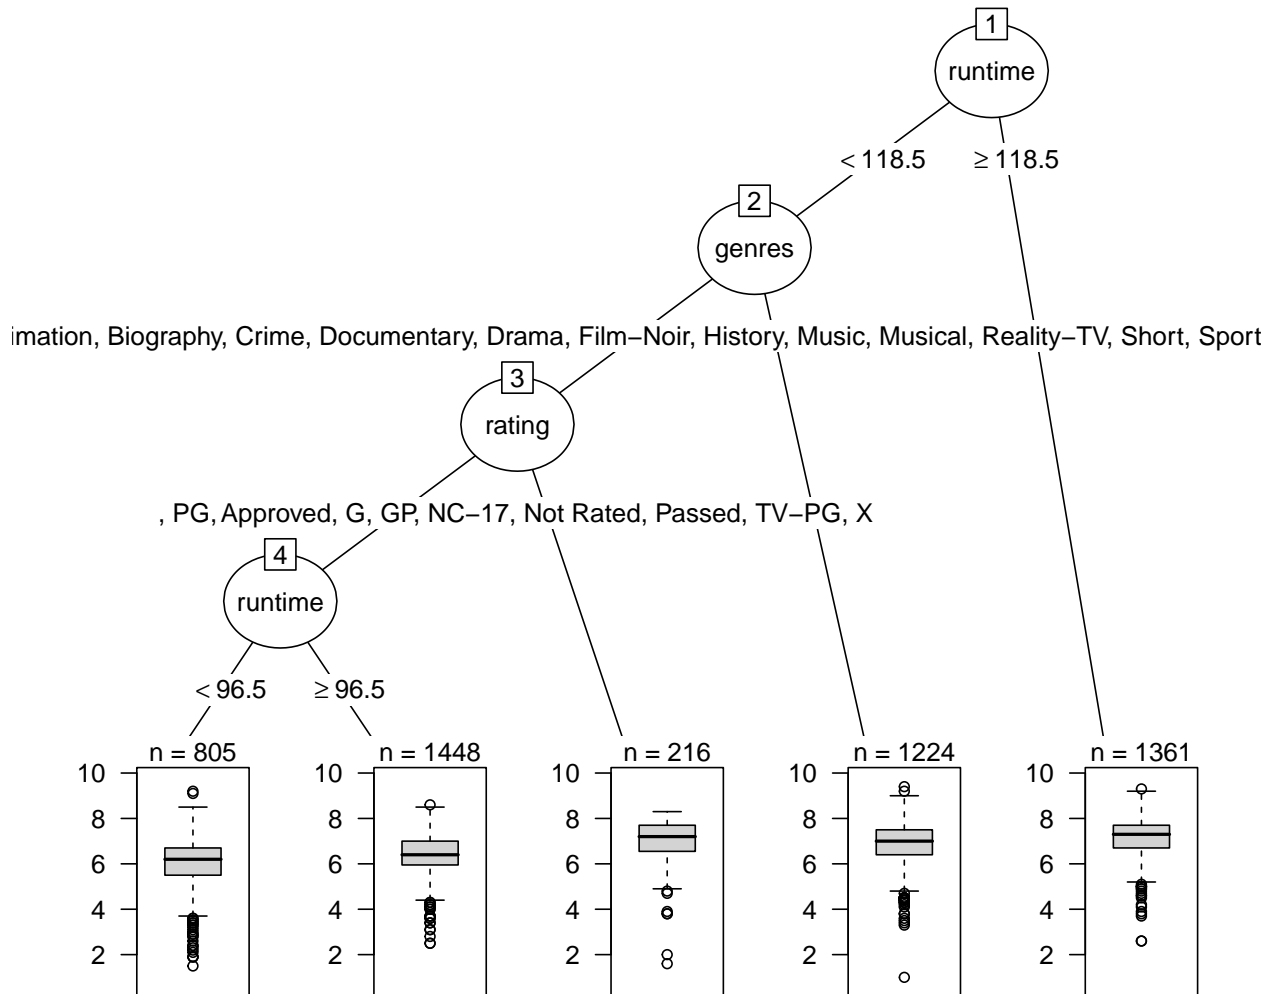 1
runtime
< 118.5 ≥ 118.5
2
genres
imation, Biography, Crime, Documentary, Drama, Film−Noir, History, Music, Musical, Reality−TV, Short, Sport
3
rating
, PG, Approved, G, GP, NC−17, Not Rated, Passed, TV−PG, X
4
runtime
< 96.5 ≥ 96.5
n = 805 n = 1448 n = 216 n = 1224 n = 1361
10 10 10 10 10
8 8 8 8 8
6 6 6 6 6
4 4 4 4 4
2 2 2 2 2